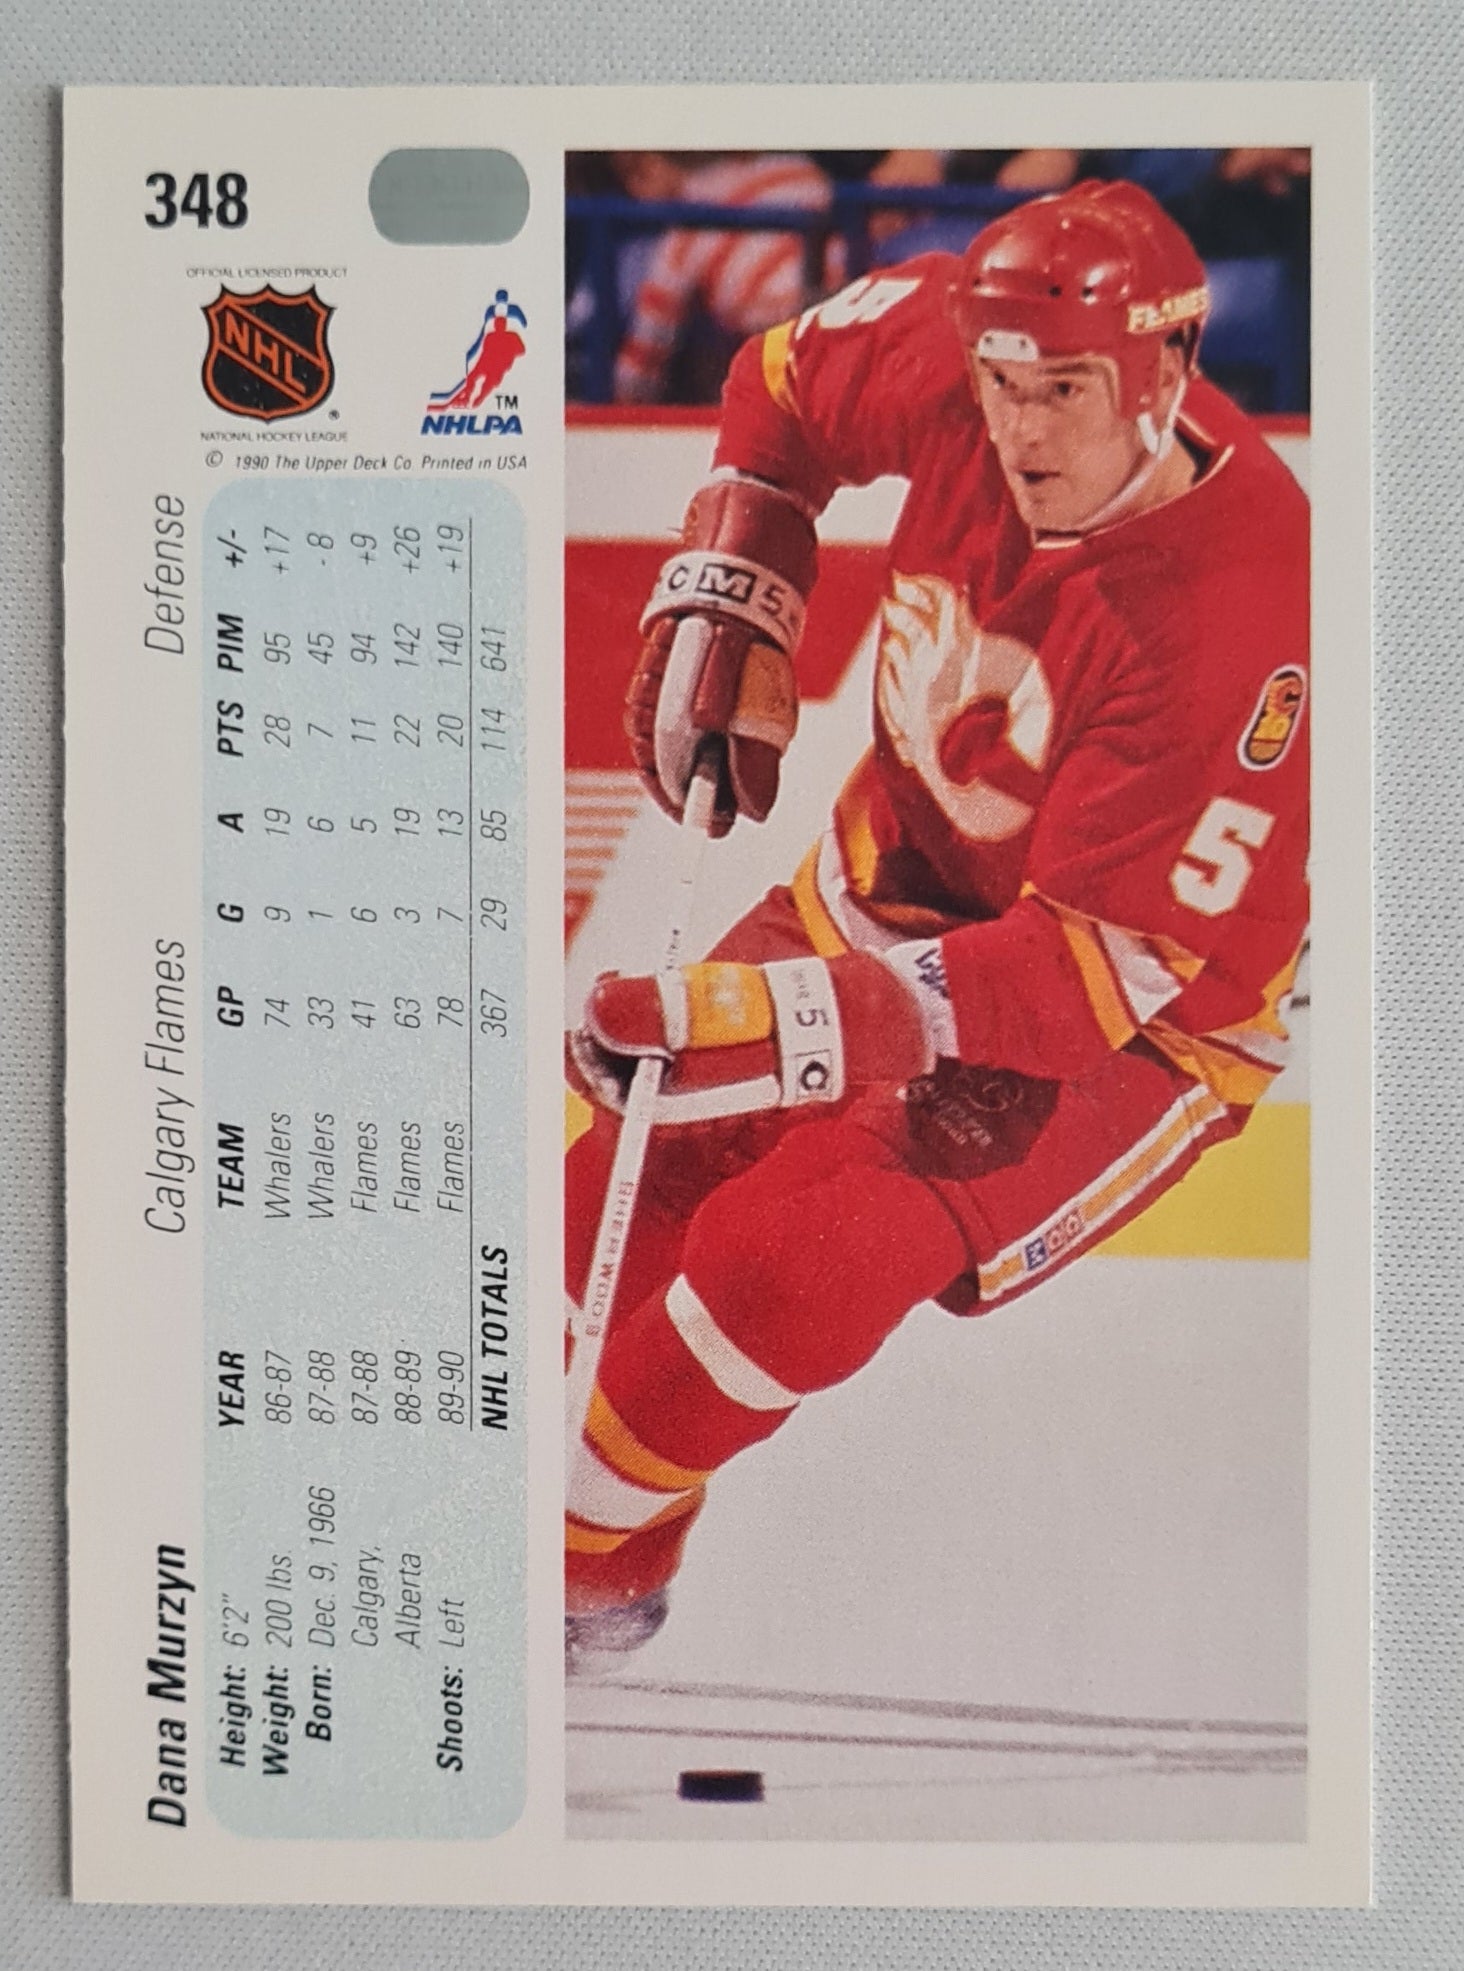 348
OFFICIAL LICENSED PRODUCT
NHL
®
NATIONAL HOCKEY LEAGUE
TM
NHLPA
© 1990 The Upper Deck Co. Printed in USA
Dana Murzyn Calgary Flames Defense
Height: 6'2"
Weight: 200 lbs.
Born: Dec. 9, 1966
Calgary,
Alberta
Shoots: Left
YEAR TEAM GP G A PTS PIM +/-
86-87 Whalers 74 9 19 28 95 +17
87-88 Whalers 33 1 6 7 45 -8
87-88 Flames 41 6 5 11 94 +9
88-89 Flames 63 3 19 22 142 +26
89-90 Flames 78 7 13 20 140 +19
NHL TOTALS 367 29 85 114 641
FLAMES
5
C M 5
5
5 C
SHERWOOD